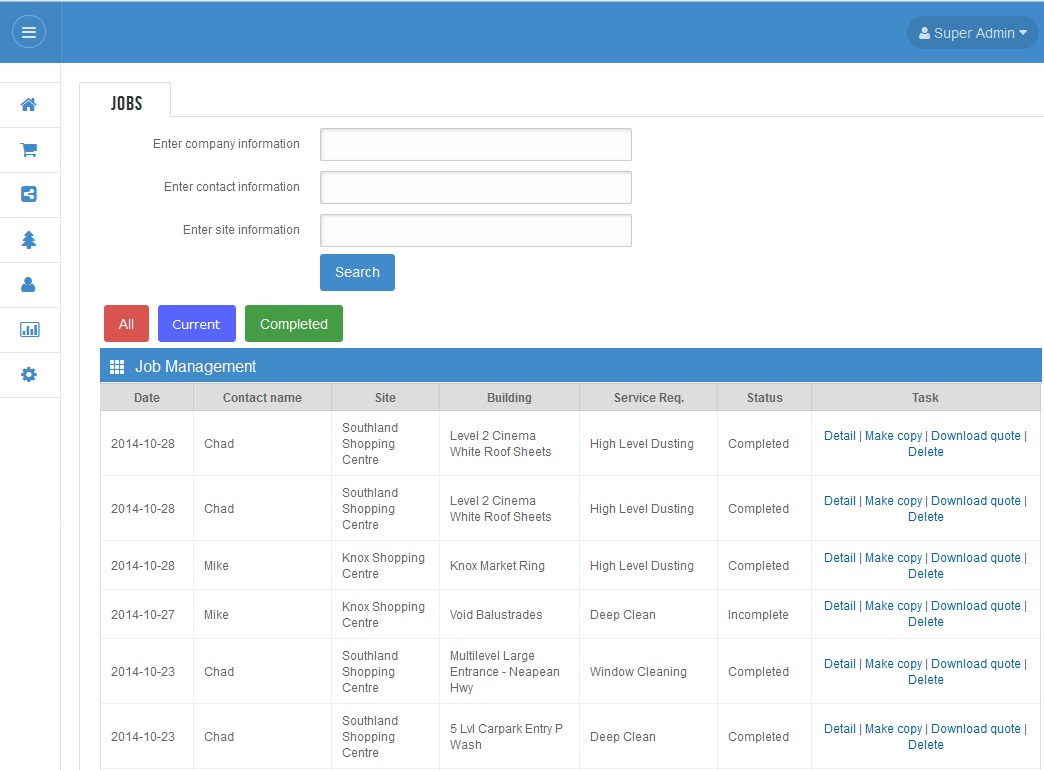 Super Admin
JOBS
Enter company information
Enter contact information
Enter site information
Search
All Current Completed
Job Management
Date Contact name Site Building Service Req. Status Task
2014-10-28 Chad Southland Shopping Centre Level 2 Cinema White Roof Sheets High Level Dusting Completed Detail | Make copy | Download quote | Delete
2014-10-28 Chad Southland Shopping Centre Level 2 Cinema White Roof Sheets High Level Dusting Completed Detail | Make copy | Download quote | Delete
2014-10-28 Mike Knox Shopping Centre Knox Market Ring High Level Dusting Completed Detail | Make copy | Download quote | Delete
2014-10-27 Mike Knox Shopping Centre Void Balustrades Deep Clean Incomplete Detail | Make copy | Download quote | Delete
2014-10-23 Chad Southland Shopping Centre Multilevel Large Entrance - Neapean Hwy Window Cleaning Completed Detail | Make copy | Download quote | Delete
2014-10-23 Chad Southland Shopping Centre 5 Lvl Carpark Entry P Wash Deep Clean Completed Detail | Make copy | Download quote | Delete